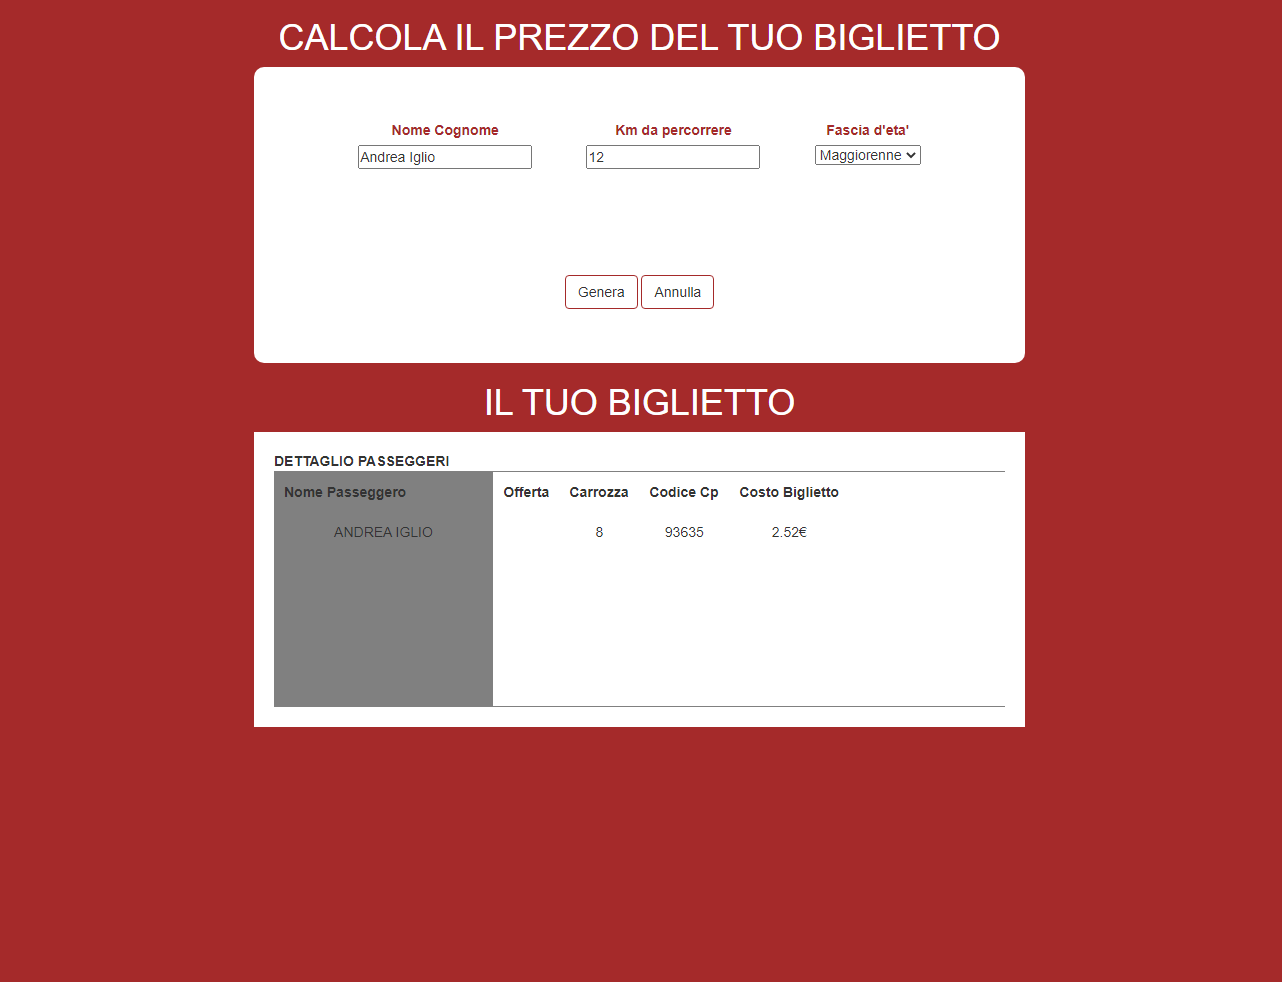 CALCOLA IL PREZZO DEL TUO BIGLIETTO
Nome Cognome Km da percorrere Fascia d'eta'
Andrea Iglio 12 Maggiorenne
Genera Annulla
IL TUO BIGLIETTO
DETTAGLIO PASSEGGERI
Nome Passeggero Offerta Carrozza Codice Cp Costo Biglietto
ANDREA IGLIO 8 93635 2.52€